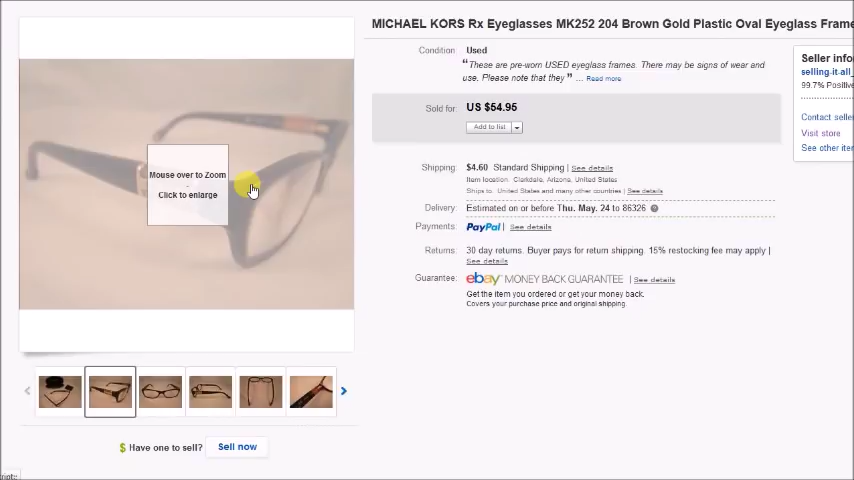 MICHAEL KORS Rx Eyeglasses MK252 204 Brown Gold Plastic Oval Eyeglass Frame
Condition: Used
“These are pre-worn USED eyeglass frames. There may be signs of wear and
use. Please note that they ” ... Read more
Sold for: US $54.95
Add to list
Shipping: $4.60 Standard Shipping | See details
Item location: Clarkdale, Arizona, United States
Ships to: United States and many other countries | See details
Delivery: Estimated on or before Thu. May. 24 to 86326
Payments: PayPal | See details
Returns: 30 day returns. Buyer pays for return shipping. 15% restocking fee may apply |
See details
Guarantee: ebay MONEY BACK GUARANTEE | See details
Get the item you ordered or get your money back.
Covers your purchase price and original shipping.
Seller info
selling-it-all_
99.7% Positive
Contact seller
Visit store
See other iter
Mouse over to Zoom
-
Click to enlarge
$ Have one to sell? Sell now